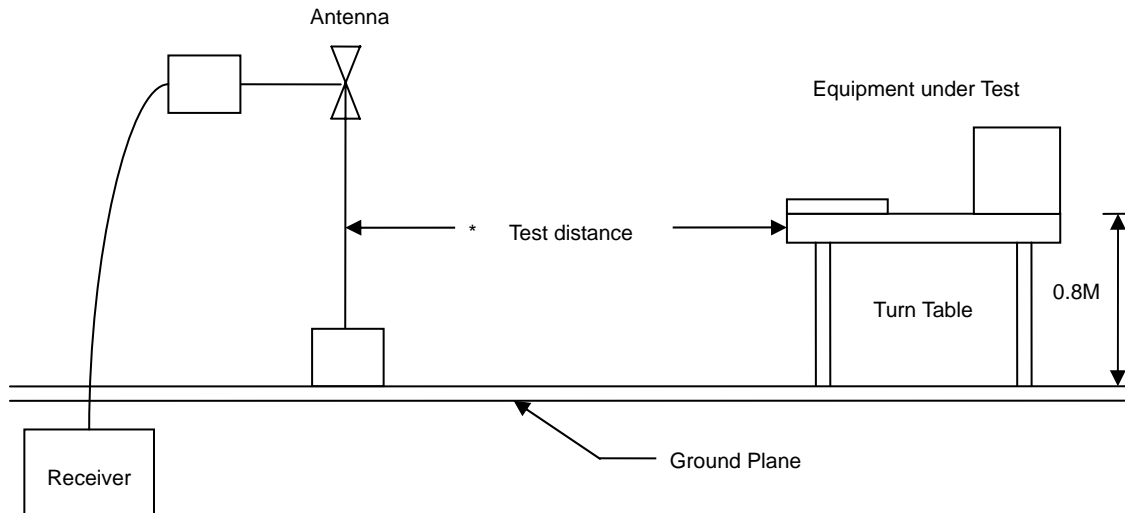 Antenna
Equipment under Test
* Test distance
0.8M
Turn Table
Ground Plane
Receiver